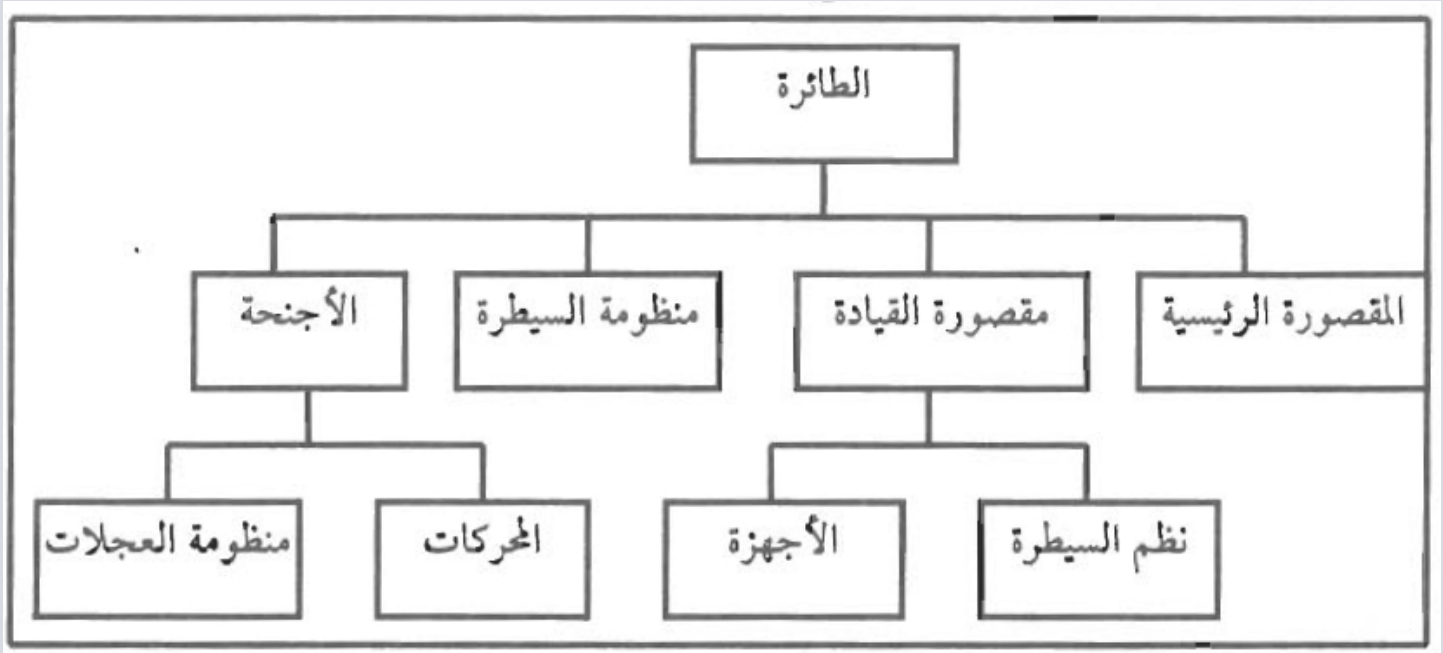 الطائرة
المقصورة الرئيسية
مقصورة القيادة
منظومة السيطرة
الأجنحة
نظم السيطرة
الأجهزة
المحركات
منظومة العجلات